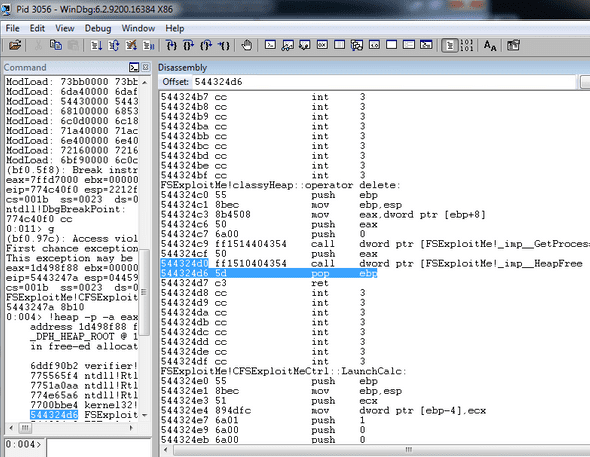 Pid 3056 - WinDbg:6.2.9200.16384 X86
File Edit View Debug Window Help
Command
ModLoad: 73bb0000 73bb
ModLoad: 6da40000 6daf
ModLoad: 54430000 5443
ModLoad: 68100000 6853
ModLoad: 6c0d0000 6c18
ModLoad: 71a40000 71ac
ModLoad: 6e400000 6e40
ModLoad: 72160000 7216
ModLoad: 6bf90000 6c0c
(bf0.5f8): Break instr
eax=7ffd7000 ebx=00000
eip=774c40f0 esp=2212f
cs=001b ss=0023 ds=0
ntdll!DbgBreakPoint:
774c40f0 cc
0:011> g
(bf0.97c): Access viol
First chance exception
This exception may be
eax=1d498f88 ebx=00000
eip=5443247a esp=04459
cs=001b ss=0023 ds=0
FSExploitMe!CFSExploit
5443247a 8b10
0:004> !heap -p -a eax
address 1d498f88 f
_DPH_HEAP_ROOT @ 1
in free-ed allocat
6ddf90b2 verifier!
775565f4 ntdll!Rtl
7751a0aa ntdll!Rtl
774e65a6 ntdll!Rtl
7700bbe4 kernel32!
544324d6 FSExploit
0:004>
Disassembly
Offset: 544324d6
544324b7 cc int 3
544324b8 cc int 3
544324b9 cc int 3
544324ba cc int 3
544324bb cc int 3
544324bc cc int 3
544324bd cc int 3
544324be cc int 3
544324bf cc int 3
FSExploitMe!classyHeap::operator delete:
544324c0 55 push ebp
544324c1 8bec mov ebp,esp
544324c3 8b4508 mov eax,dword ptr [ebp+8]
544324c6 50 push eax
544324c7 6a00 push 0
544324c9 ff1514404354 call dword ptr [FSExploitMe!_imp__GetProces
544324cf 50 push eax
544324d0 ff1510404354 call dword ptr [FSExploitMe!_imp__HeapFree
544324d6 5d pop ebp
544324d7 c3 ret
544324d8 cc int 3
544324d9 cc int 3
544324da cc int 3
544324db cc int 3
544324dc cc int 3
544324dd cc int 3
544324de cc int 3
544324df cc int 3
FSExploitMe!CFSExploitMeCtrl::LaunchCalc:
544324e0 55 push ebp
544324e1 8bec mov ebp,esp
544324e3 51 push ecx
544324e4 894dfc mov dword ptr [ebp-4],ecx
544324e7 6a01 push 1
544324e9 6a00 push 0
544324eb 6a00 push 0